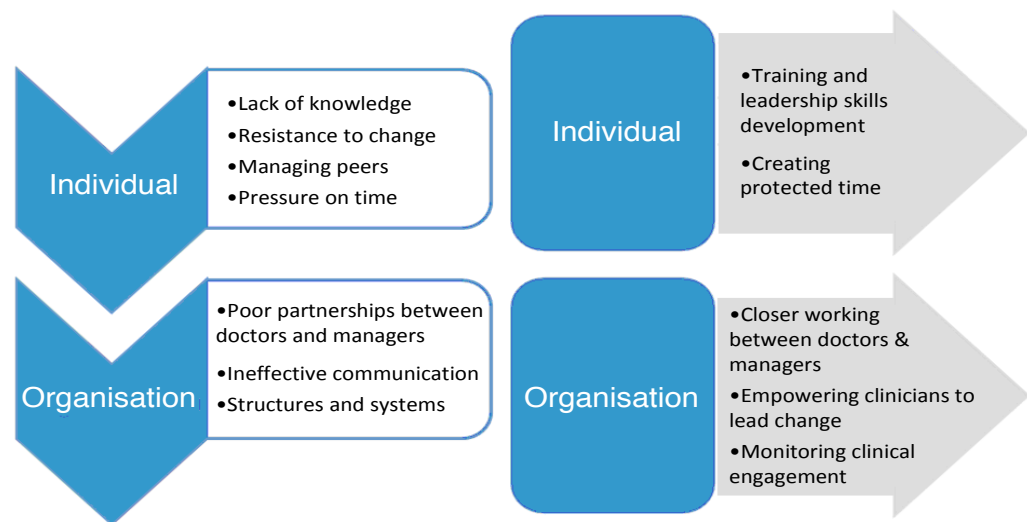 Individual
•Lack of knowledge
•Resistance to change
•Managing peers
•Pressure on time
Individual
•Training and
leadership skills
development
•Creating
protected time
Organisation
•Poor partnerships between
doctors and managers
•Ineffective communication
•Structures and systems
Organisation
•Closer working
between doctors &
managers
•Empowering clinicians to
lead change
•Monitoring clinical
engagement